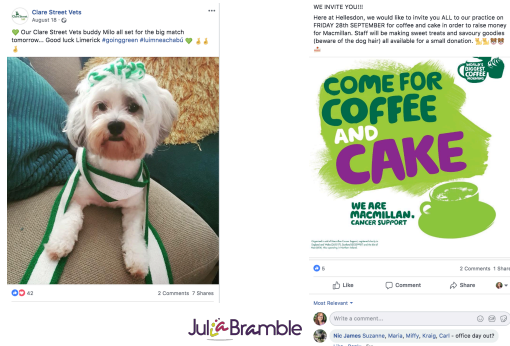 Clare Street Vets
August 18 ·
Our Clare Street Vets buddy Milo all set for the big match
tomorrow... Good luck Limerick #goinggreen #luimneachabú
42
2 Comments 7 Shares
WE INVITE YOU!!!
Here at Hellesdon, we would like to invite you ALL to our practice on
FRIDAY 28th SEPTEMBER for coffee and cake in order to raise money
for Macmillan. Staff will be making sweet treats and savoury goodies
(beware of the dog hair) all available for a small donation.
WORLD'S
BIGGEST
COFFEE
MORNING
COME FOR
COFFEE
AND
CAKE
WE ARE
MACMILLAN.
CANCER SUPPORT
2 Comments 1 Share
Like
Comment
Share
Most Relevant
Write a comment...
Nic James Suzanne, Maria, Miffy, Kraig, Carl - office day out?
Julia Bramble